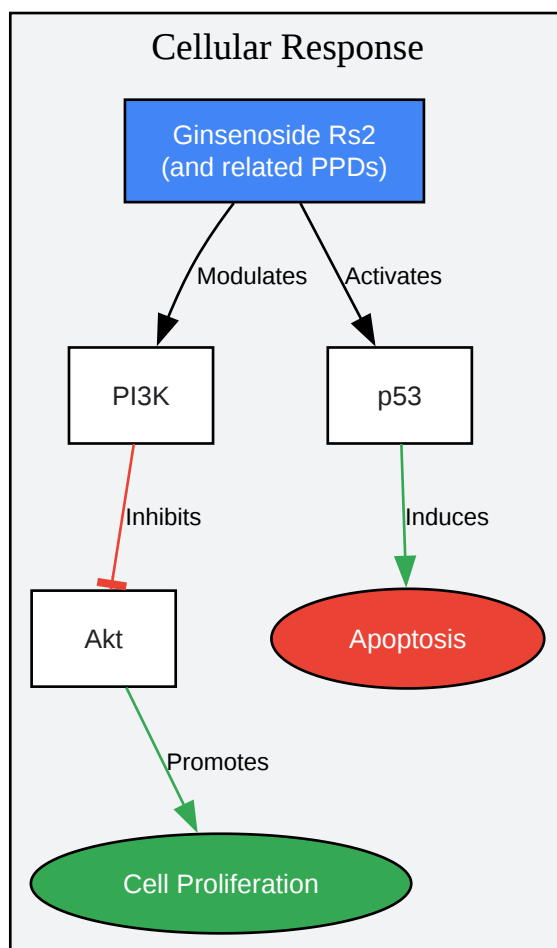 Cellular Response
Ginsenoside Rs2
(and related PPDs)
Modulates
Activates
PI3K
p53
Inhibits
Induces
Akt
Apoptosis
Promotes
Cell Proliferation